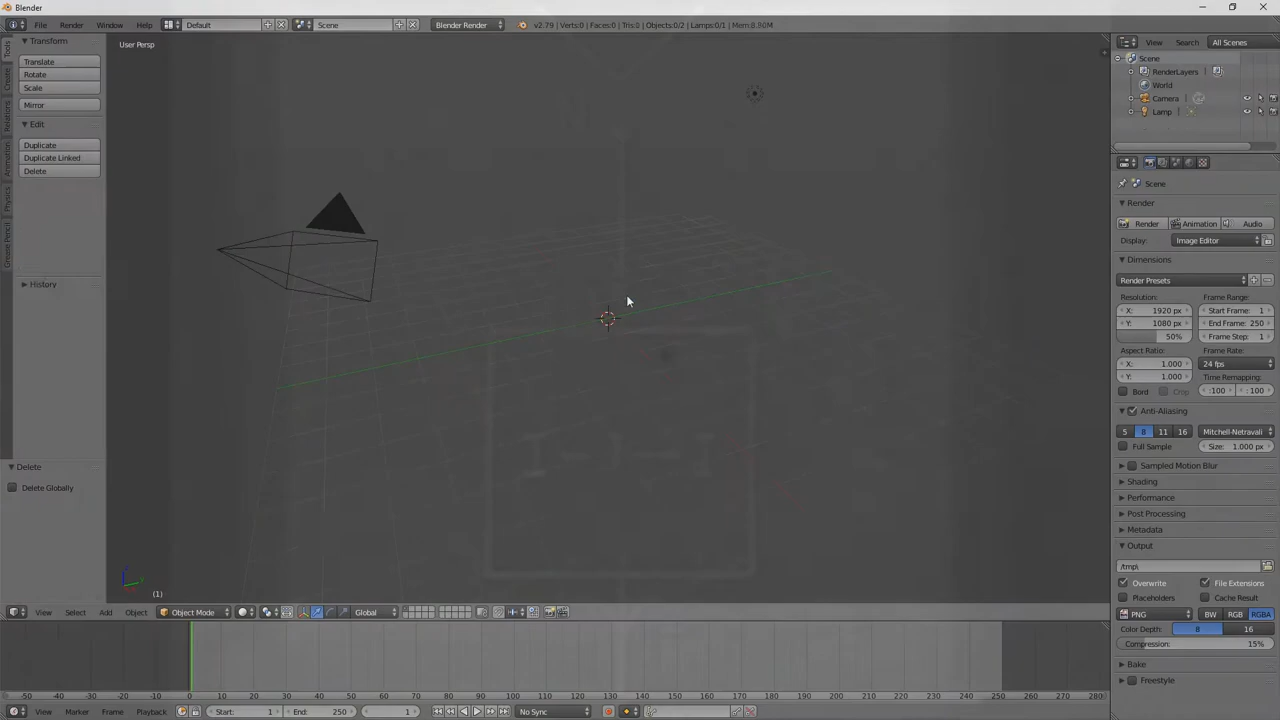 Blender
File Render Window Help Default Scene Blender Render v2.79 | Verts:0 | Faces:0 | Tris:0 | Objects:0/2 | Lamps:0/1 | Mem:8.90M
View Search All Scenes
Tools
Create
Relations
Animation
Physics
Grease Pencil
Transform
Translate
Rotate
Scale
Mirror
Edit
Duplicate
Duplicate Linked
Delete
History
Delete
Delete Globally
User Persp
(1)
Scene
RenderLayers
World
Camera
Lamp
Scene
Render
Render Animation Audio
Display: Image Editor
Dimensions
Render Presets
Resolution: Frame Range:
X: 1920 px Start Frame: 1
Y: 1080 px End Frame: 250
50% Frame Step: 1
Aspect Ratio: Frame Rate:
X: 1.000 24 fps
Y: 1.000 Time Remapping:
Bord Crop :100 :100
Anti-Aliasing
5 8 11 16 Mitchell-Netravali
Full Sample Size: 1.000 px
Sampled Motion Blur
Shading
Performance
Post Processing
Metadata
Output
/tmp\
Overwrite File Extensions
Placeholders Cache Result
PNG BW RGB RGBA
Color Depth: 8 16
Compression: 15%
Bake
Freestyle
View Select Add Object Object Mode Global
-50 -40 -30 -20 -10 0 10 20 30 40 50 60 70 80 90 100 110 120 130 140 150 160 170 180 190 200 210 220 230 240 250 260 270 280
View Marker Frame Playback Start: 1 End: 250 1 No Sync